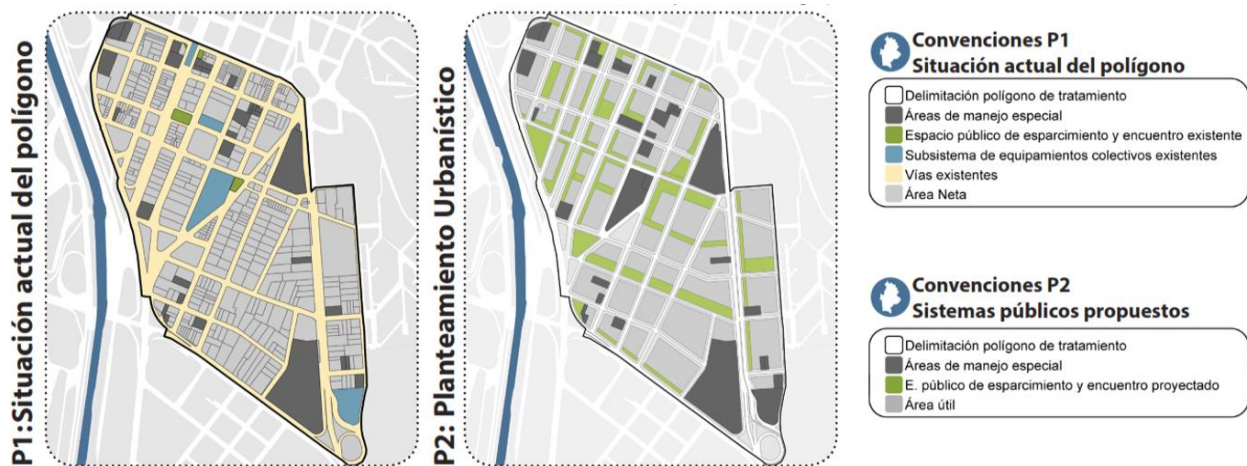 P1:Situación actual del polígono
P2: Planteamiento Urbanístico
Convenciones P1
Situación actual del polígono
Delimitación polígono de tratamiento
Áreas de manejo especial
Espacio público de esparcimiento y encuentro existente
Subsistema de equipamientos colectivos existentes
Vías existentes
Área Neta
Convenciones P2
Sistemas públicos propuestos
Delimitación polígono de tratamiento
Áreas de manejo especial
E. público de esparcimiento y encuentro proyectado
Área útil